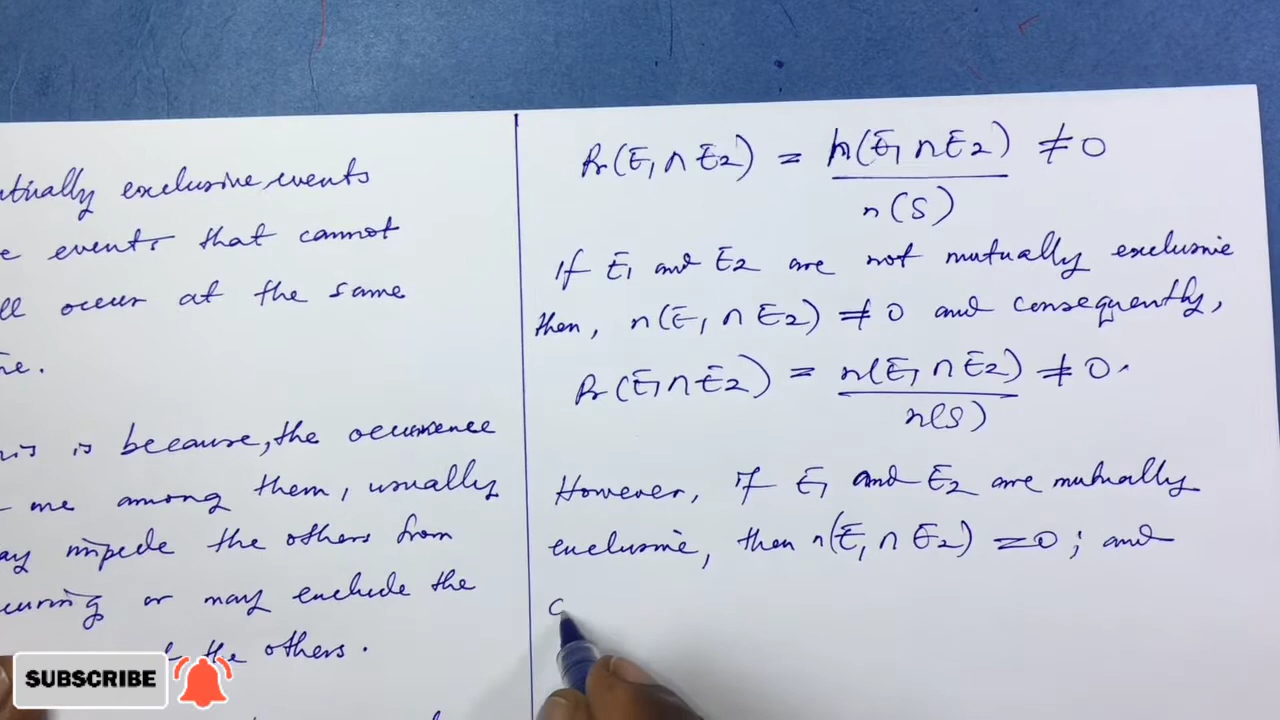 utually exclusive events
e events that cannot
ll occur at the same
me.
his is because, the occurrence
one among them, usually
ay impede the others from
curring or may exclude the
the others.
SUBSCRIBE
Pr(E₁ ∩ E₂) = n(E₁ ∩ E₂) / n(S) ≠ 0
If E₁ and E₂ are not mutually exclusive
then, n(E₁ ∩ E₂) ≠ 0 and consequently,
Pr(E₁ ∩ E₂) = n(E₁ ∩ E₂) / n(S) ≠ 0.
However, if E₁ and E₂ are mutually
exclusive, then n(E₁ ∩ E₂) = 0; and
c